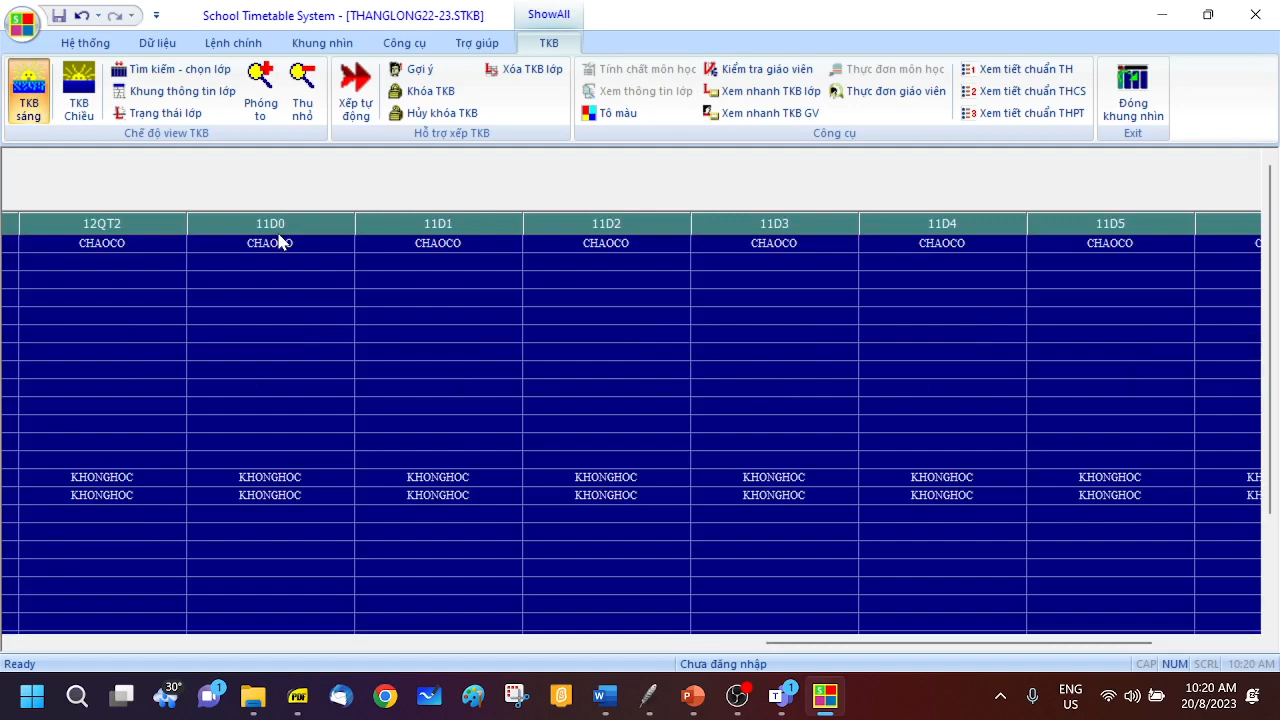 School Timetable System - [THANGLONG22-23.STKB]
ShowAll
Hệ thống
Dữ liệu
Lệnh chính
Khung nhìn
Công cụ
Trợ giúp
TKB
TKB sáng
TKB Chiều
Tìm kiếm - chọn lớp
Khung thông tin lớp
Trạng thái lớp
Phóng to
Thu nhỏ
Chế độ view TKB
Xếp tự động
Gợi ý
Khóa TKB
Hủy khóa TKB
Xóa TKB lớp
Hỗ trợ xếp TKB
Tính chất môn học
Xem thông tin lớp
Tô màu
Kiểm tra giáo viên
Xem nhanh TKB lớp
Xem nhanh TKB GV
Thực đơn môn học
Thực đơn giáo viên
Xem tiết chuẩn TH
Xem tiết chuẩn THCS
Xem tiết chuẩn THPT
Công cụ
Đóng khung nhìn
Exit
12QT2 11D0 11D1 11D2 11D3 11D4 11D5
CHAOCO CHAOCO CHAOCO CHAOCO CHAOCO CHAOCO CHAOCO C
KHONGHOC KHONGHOC KHONGHOC KHONGHOC KHONGHOC KHONGHOC KHONGHOC KH
KHONGHOC KHONGHOC KHONGHOC KHONGHOC KHONGHOC KHONGHOC KHONGHOC KH
Ready
Chưa đăng nhập
CAP NUM SCRL 10:20 AM
30°
1
PDF
1
ENG
US
10:20 AM
20/8/2023